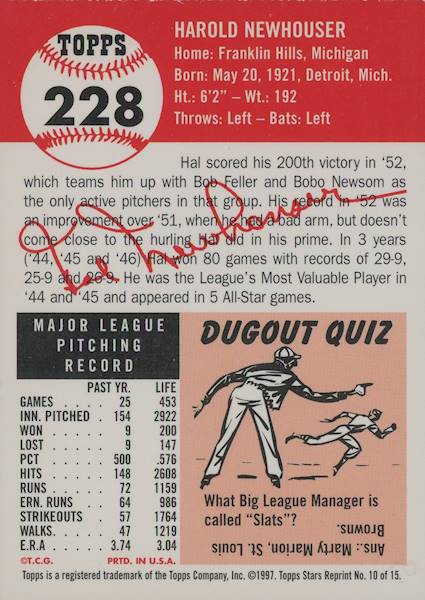 TOPPS
228
HAROLD NEWHOUSER
Home: Franklin Hills, Michigan
Born: May 20, 1921, Detroit, Mich.
Ht.: 6'2" – Wt.: 192
Throws: Left – Bats: Left
Hal scored his 200th victory in '52,
which teams him up with Bob Feller and Bobo Newsom as
the only active pitchers in that group. His record in '52 was
an improvement over '51, when he had a bad arm, but doesn't
come close to the hurling Hal did in his prime. In 3 years
('44, '45 and '46) Hal won 80 games with records of 29-9,
25-9 and 26-9. He was the League's Most Valuable Player in
'44 and '45 and appeared in 5 All-Star games.
Hal Newhouser
MAJOR LEAGUE
PITCHING
RECORD
PAST YR. LIFE
GAMES . . . . 25 453
INN. PITCHED . 154 2922
WON . . . . . 9 200
LOST . . . . . 9 147
PCT . . . . . 500 .576
HITS . . . . . 148 2608
RUNS . . . . . 72 1159
ERN. RUNS . . 64 986
STRIKEOUTS . . 57 1764
WALKS . . . . 47 1219
E.R.A . . . . . 3.74 3.04
©T.C.G. PRTD. IN U.S.A.
DUGOUT QUIZ
What Big League Manager is
called "Slats"?
Ans.: Marty Marion, St. Louis
Browns.
Topps is a registered trademark of the Topps Company, Inc. ©1997. Topps Stars Reprint No. 10 of 15.